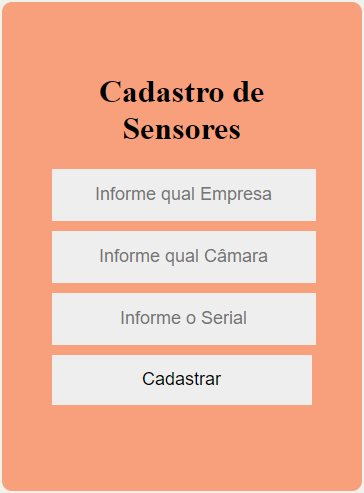 Cadastro de
Sensores
Informe qual Empresa
Informe qual Câmara
Informe o Serial
Cadastrar